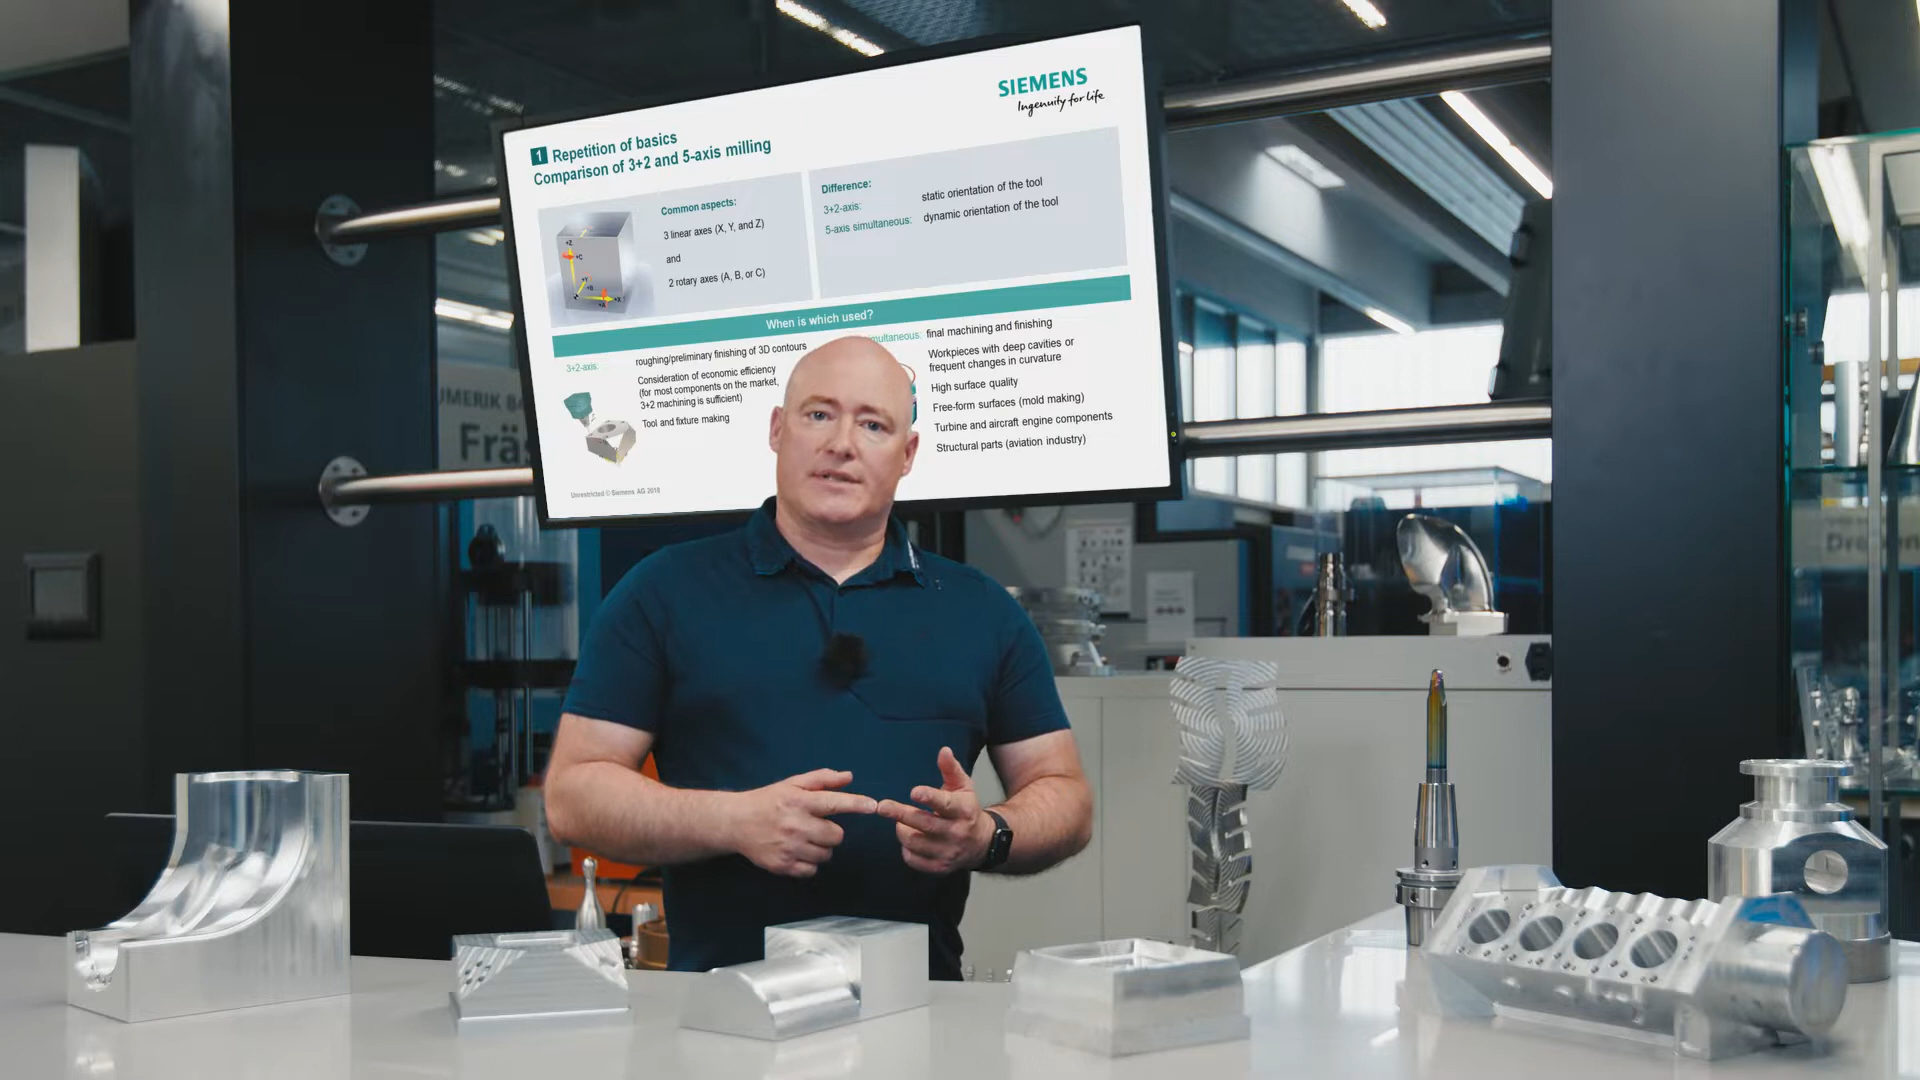 SIEMENS
Ingenuity for life
1 Repetition of basics
Comparison of 3+2 and 5-axis milling
Common aspects:
3 linear axes (X, Y, and Z)
and
2 rotary axes (A, B, or C)
+Z
+C
+Y
+B
+A
+X
Difference:
3+2-axis: static orientation of the tool
5-axis simultaneous: dynamic orientation of the tool
When is which used?
3+2-axis: roughing/preliminary finishing of 3D contours
Consideration of economic efficiency
(for most components on the market,
3+2 machining is sufficient)
Tool and fixture making
multaneous: final machining and finishing
Workpieces with deep cavities or
frequent changes in curvature
High surface quality
Free-form surfaces (mold making)
Turbine and aircraft engine components
Structural parts (aviation industry)
Unrestricted © Siemens AG 2018
UMERIK 84
Fräs